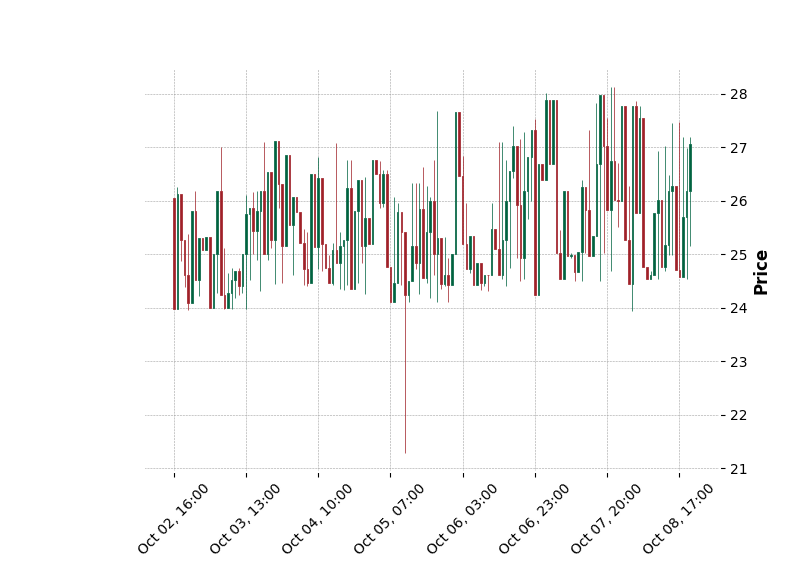 28
27
26
25
24
23
22
21
Price
Oct 02, 16:00
Oct 03, 13:00
Oct 04, 10:00
Oct 05, 07:00
Oct 06, 03:00
Oct 06, 23:00
Oct 07, 20:00
Oct 08, 17:00